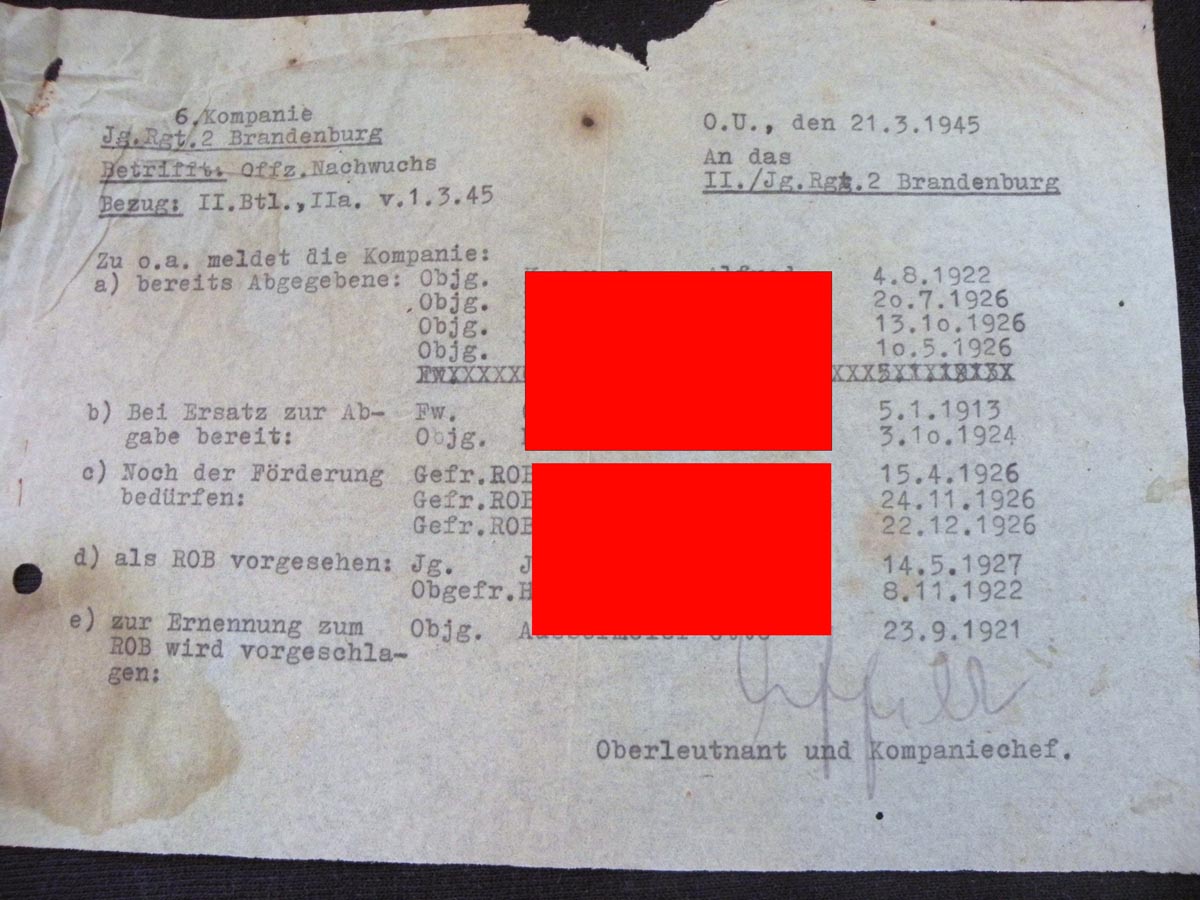 6.Kompanie
Jg.Rgt.2 Brandenburg
Betrifft: Offz.Nachwuchs
Bezug: II.Btl.,IIa. v.1.3.45
O.U., den 21.3.1945
An das
II./Jg.Rgt.2 Brandenburg
Zu o.a. meldet die Kompanie:
a) bereits Abgegebene: Objg. 4.8.1922
Objg. 2o.7.1926
Objg. 13.1o.1926
Objg. 1o.5.1926
b) Bei Ersatz zur Ab- Fw. 5.1.1913
gabe bereit: Objg. 3.1o.1924
c) Noch der Förderung Gefr.ROB 15.4.1926
bedürfen: Gefr.ROB 24.11.1926
Gefr.ROB 22.12.1926
d) als ROB vorgesehen: Jg. 14.5.1927
Obgefr. 8.11.1922
e) zur Ernennung zum Objg. 23.9.1921
ROB wird vorgeschla-
gen:
Oberleutnant und Kompaniechef.